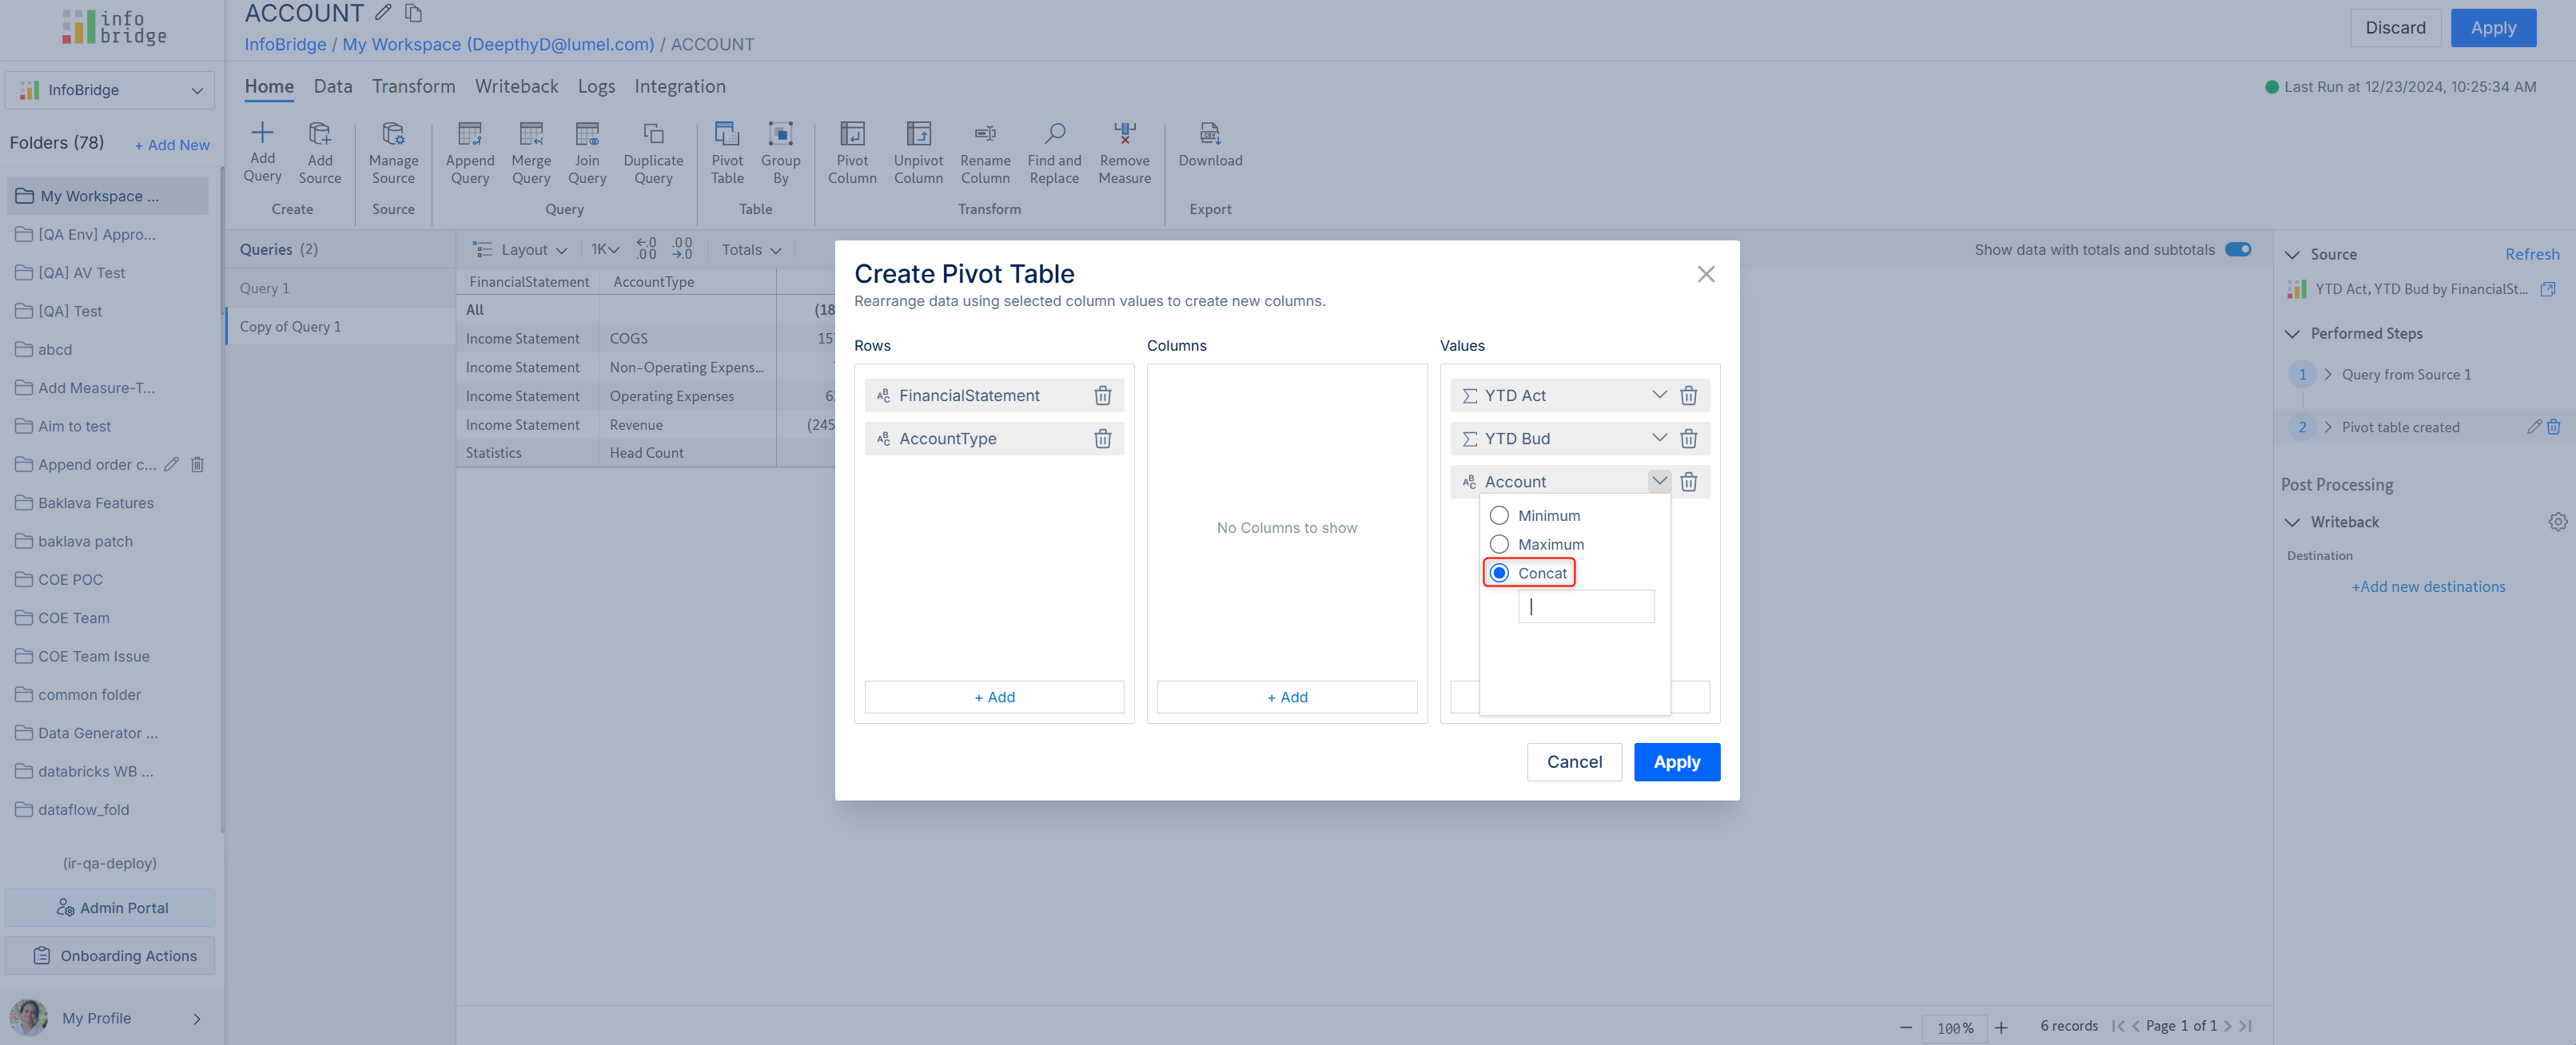 info
bridge
ACCOUNT
InfoBridge / My Workspace (DeepthyD@lumel.com) / ACCOUNT
Discard
Apply
InfoBridge
Folders (78)
+ Add New
My Workspace ...
[QA Env] Appro...
[QA] AV Test
[QA] Test
abcd
Add Measure-T...
Aim to test
Append order c...
Baklava Features
baklava patch
COE POC
COE Team
COE Team Issue
common folder
Data Generator ...
databricks WB ...
dataflow_fold
(ir-qa-deploy)
Admin Portal
Onboarding Actions
My Profile
Home Data Transform Writeback Logs Integration
Last Run at 12/23/2024, 10:25:34 AM
Add Query
Add Source
Create
Manage Source
Source
Append Query
Merge Query
Join Query
Duplicate Query
Query
Pivot Table
Group By
Table
Pivot Column
Unpivot Column
Rename Column
Find and Replace
Remove Measure
Transform
CSV
Download
Export
Queries (2)
Query 1
Copy of Query 1
Layout
1K
.0
.00
.00
.0
Totals
Show data with totals and subtotals
FinancialStatement AccountType
All (18
Income Statement COGS 15
Income Statement Non-Operating Expens...
Income Statement Operating Expenses 6
Income Statement Revenue (245
Statistics Head Count
Create Pivot Table
Rearrange data using selected column values to create new columns.
Rows
FinancialStatement
AccountType
+ Add
Columns
No Columns to show
+ Add
Values
YTD Act
YTD Bud
Account
Minimum
Maximum
Concat
Cancel
Apply
Source
Refresh
YTD Act, YTD Bud by FinancialSt...
Performed Steps
1 Query from Source 1
2 Pivot table created
Post Processing
Writeback
Destination
+Add new destinations
100%
6 records
Page 1 of 1